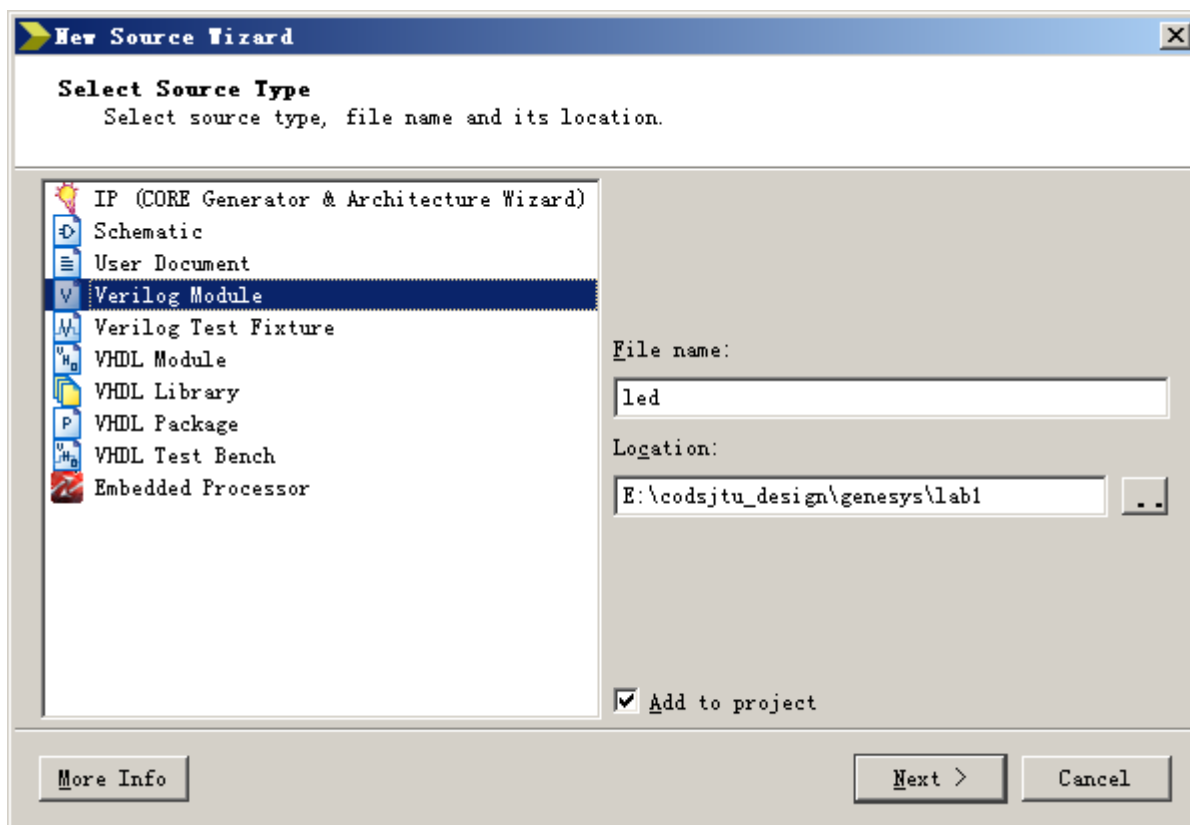 New Source Wizard
Select Source Type
Select source type, file name and its location.
IP (CORE Generator & Architecture Wizard)
Schematic
User Document
Verilog Module
Verilog Test Fixture
VHDL Module
VHDL Library
VHDL Package
VHDL Test Bench
Embedded Processor
File name:
led
Location:
E:\codsjtu_design\genesys\lab1
..
Add to project
More Info
Next >
Cancel